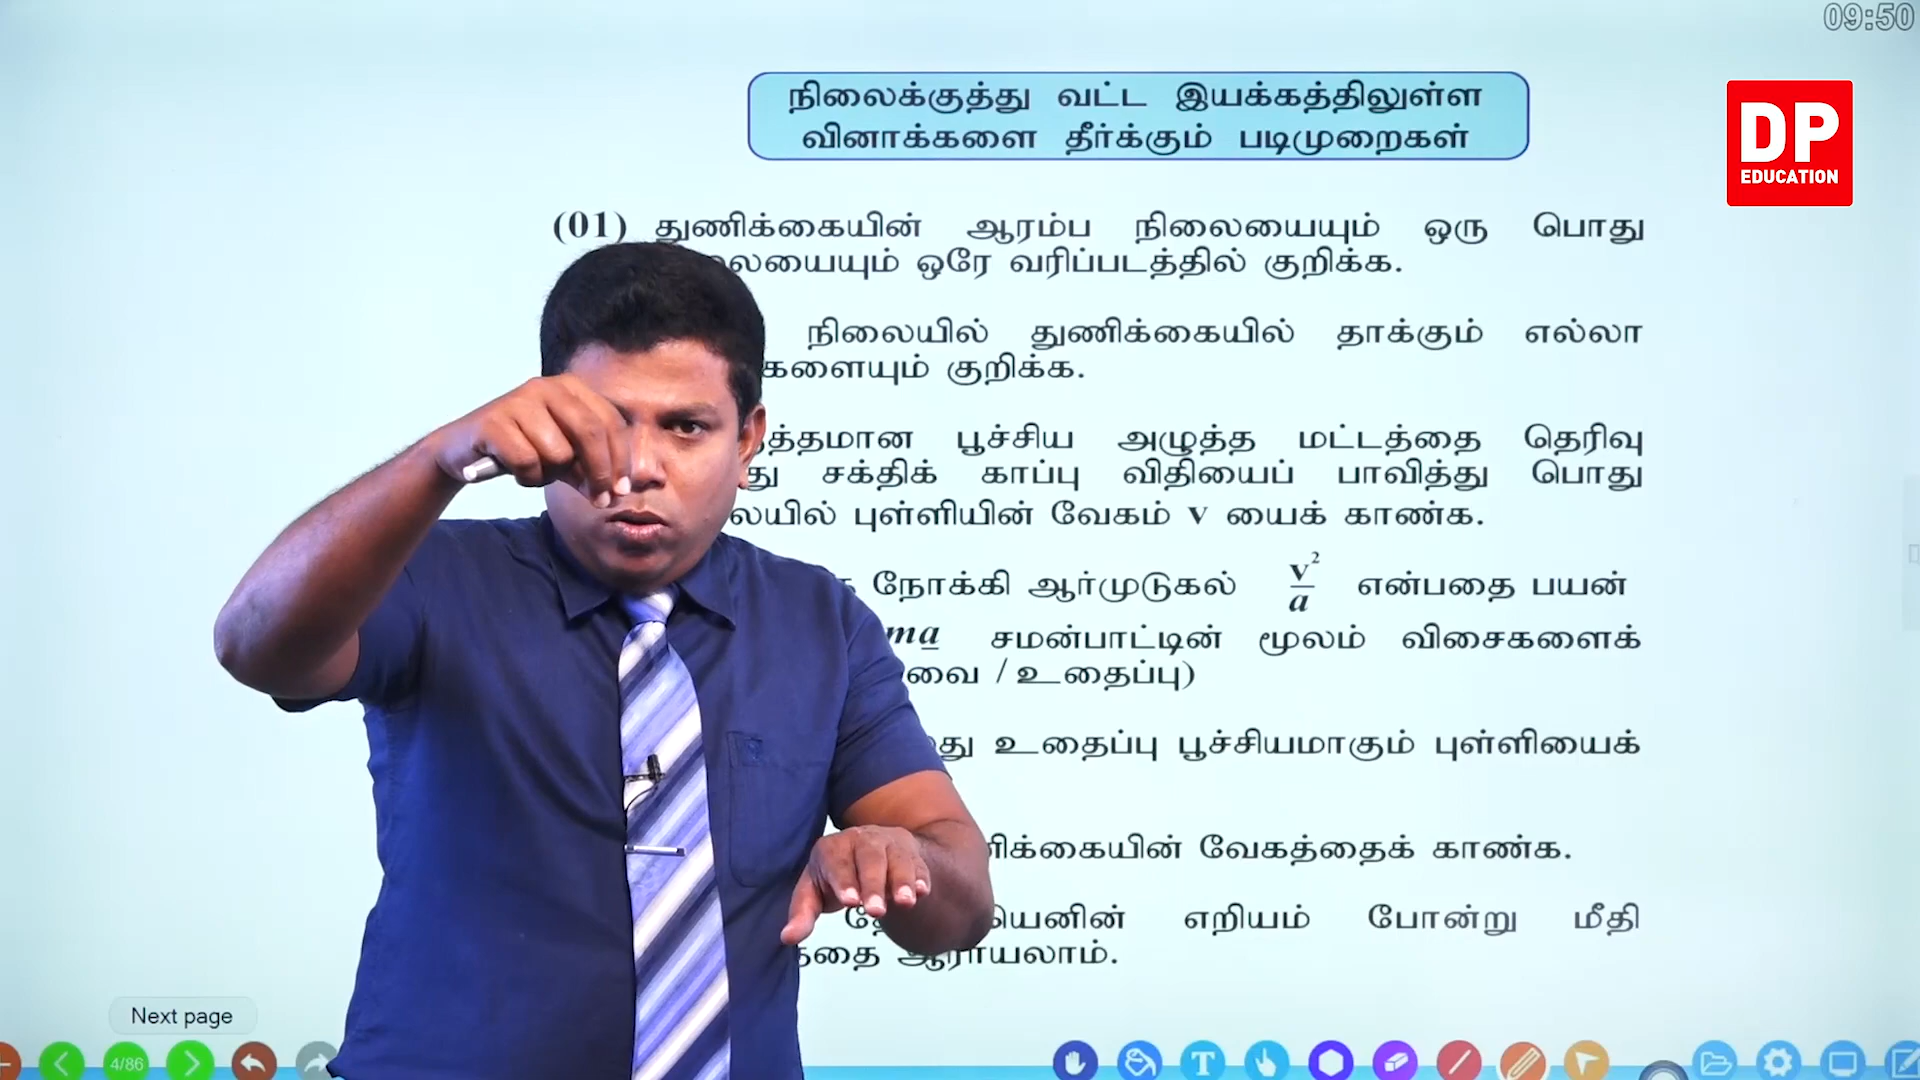 09:50
DP
EDUCATION
நிலைக்குத்து வட்ட இயக்கத்திலுள்ள
வினாக்களை தீர்க்கும் படிமுறைகள்
(01) துணிக்கையின் ஆரம்ப நிலையையும் ஒரு பொது
லையையும் ஒரே வரிப்படத்தில் குறிக்க.
நிலையில் துணிக்கையில் தாக்கும் எல்லா
களையும் குறிக்க.
த்தமான பூச்சிய அழுத்த மட்டத்தை தெரிவு
து சக்திக் காப்பு விதியைப் பாவித்து பொது
லையில் புள்ளியின் வேகம் v யைக் காண்க.
நோக்கி ஆர்முடுகல் v²/a என்பதை பயன்
ma சமன்பாட்டின் மூலம் விசைகளைக்
வை / உதைப்பு)
து உதைப்பு பூச்சியமாகும் புள்ளியைக்
ணிக்கையின் வேகத்தைக் காண்க.
யெனின் எறியம் போன்று மீதி
த்தை ஆராயலாம்.
Next page
4/86